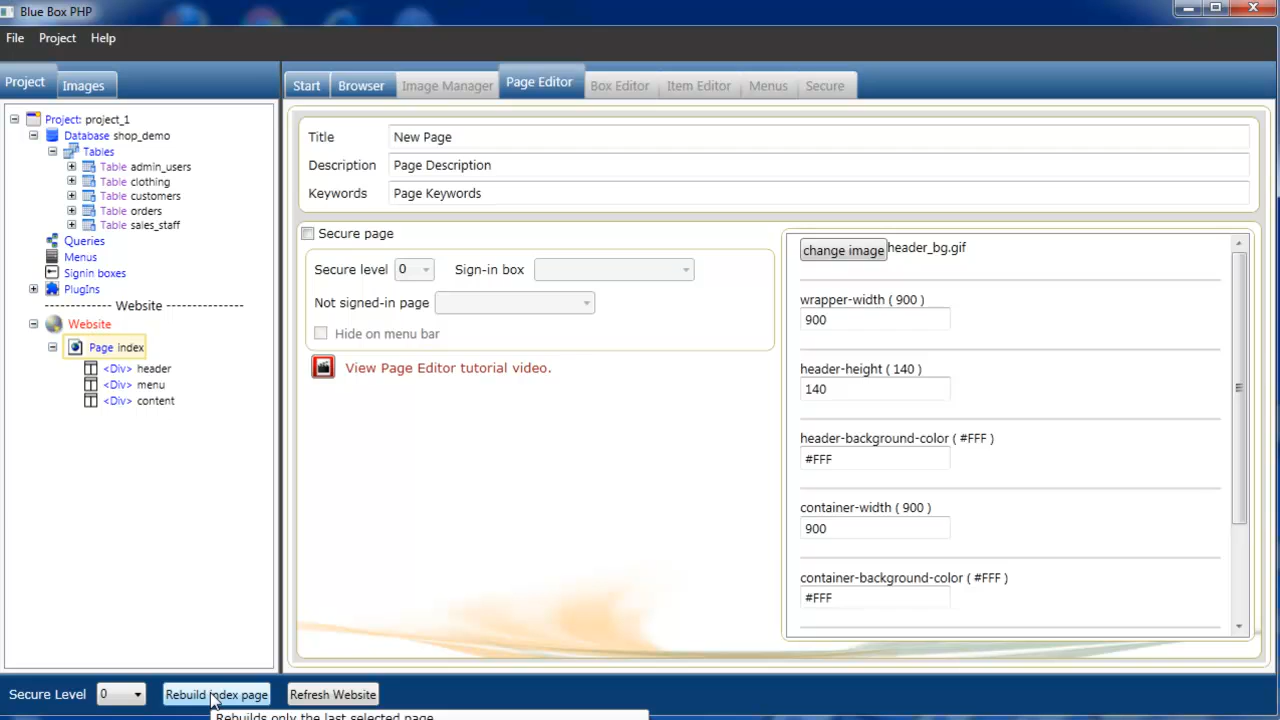 Blue Box PHP
File Project Help
Project Images
Start Browser Image Manager Page Editor Box Editor Item Editor Menus Secure
Project: project_1
Database shop_demo
Tables
Table admin_users
Table clothing
Table customers
Table orders
Table sales_staff
Queries
Menus
Signin boxes
PlugIns
------------ Website ----------------
Website
Page index
<Div> header
<Div> menu
<Div> content
Title New Page
Description Page Description
Keywords Page Keywords
Secure page
Secure level 0 Sign-in box
Not signed-in page
Hide on menu bar
View Page Editor tutorial video.
change image header_bg.gif
wrapper-width ( 900 )
900
header-height ( 140 )
140
header-background-color ( #FFF )
#FFF
container-width ( 900 )
900
container-background-color ( #FFF )
#FFF
Secure Level 0 Rebuild index page Refresh Website
Rebuilds only the last selected page